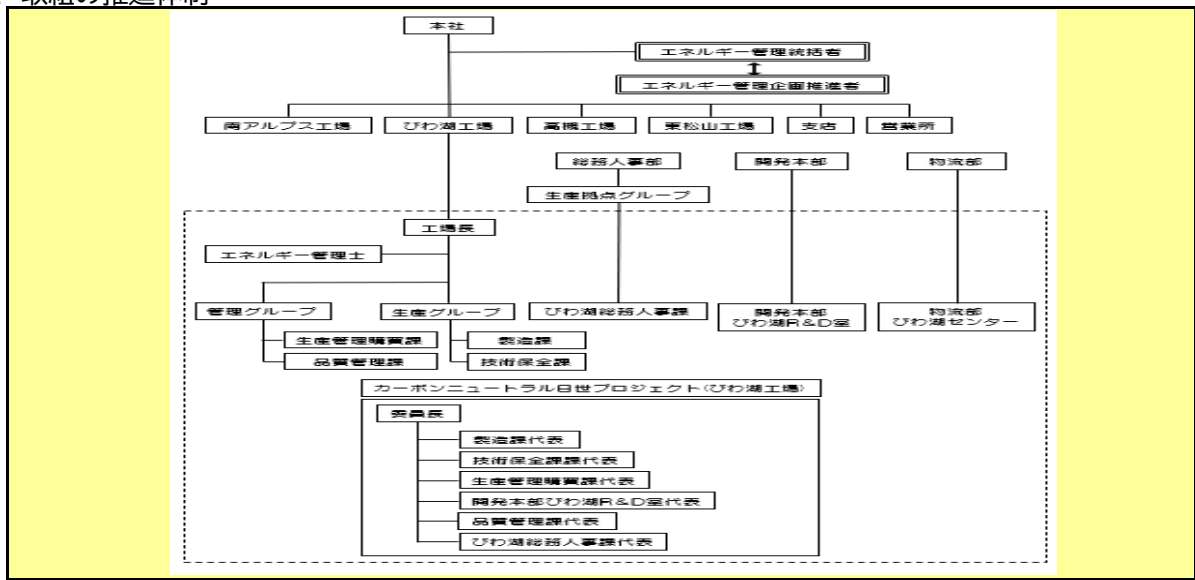 取組の推進体制
本社
エネルギー管理統括者
エネルギー管理企画推進者
南アルプス工場
びわ湖工場
高槻工場
東松山工場
支店
営業所
総務人事部
開発本部
物流部
生産拠点グループ
工場長
エネルギー管理士
管理グループ
生産グループ
びわ湖総務人事課
開発本部
びわ湖R&D室
物流部
びわ湖センター
生産管理購買課
製造課
品質管理課
技術保全課
カーボンニュートラル日世プロジェクト(びわ湖工場)
委員長
製造課代表
技術保全課課代表
生産管理購買課代表
開発本部びわ湖R&D室代表
品質管理課代表
びわ湖総務人事課代表